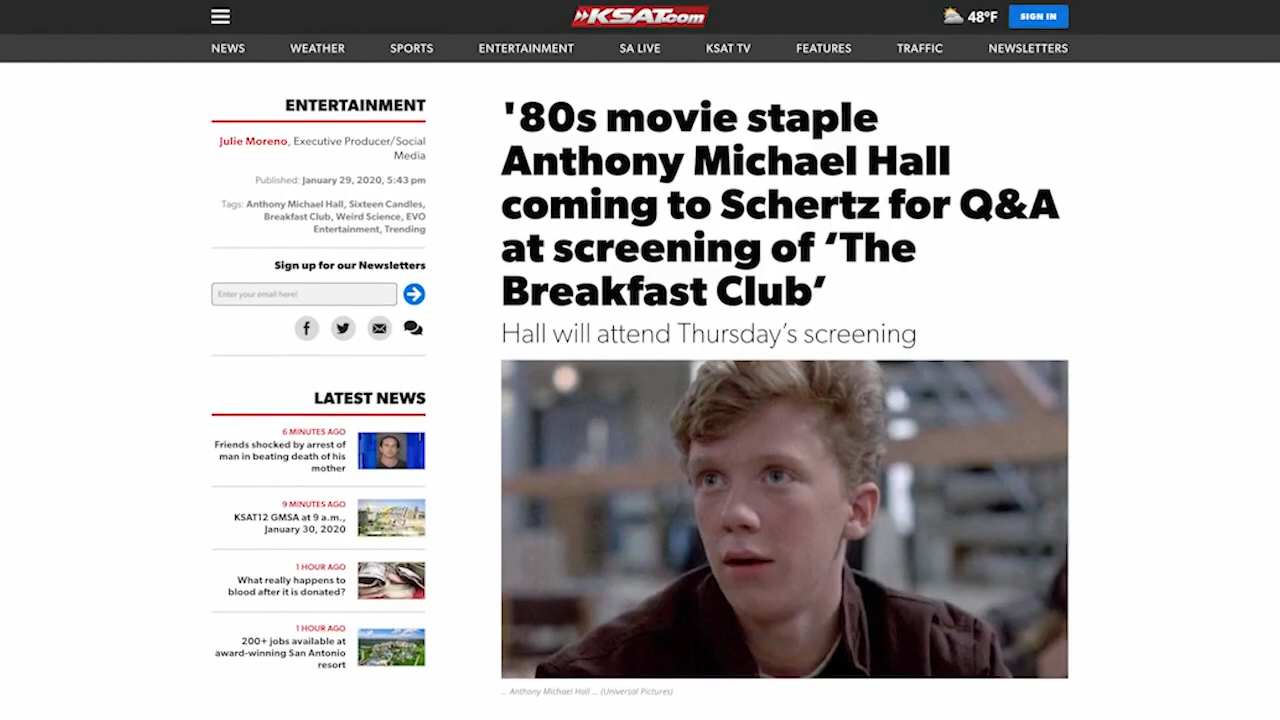 KSAT.com
48°F
SIGN IN
NEWS
WEATHER
SPORTS
ENTERTAINMENT
SA LIVE
KSAT TV
FEATURES
TRAFFIC
NEWSLETTERS
ENTERTAINMENT
Julie Moreno, Executive Producer/Social
Media
Published: January 29, 2020, 5:43 pm
Tags: Anthony Michael Hall, Sixteen Candles,
Breakfast Club, Weird Science, EVO
Entertainment, Trending
Sign up for our Newsletters
Enter your email here!
LATEST NEWS
6 MINUTES AGO
Friends shocked by arrest of
man in beating death of his
mother
9 MINUTES AGO
KSAT12 GMSA at 9 a.m.,
January 30, 2020
1 HOUR AGO
What really happens to
blood after it is donated?
1 HOUR AGO
200+ jobs available at
award-winning San Antonio
resort
'80s movie staple
Anthony Michael Hall
coming to Schertz for Q&A
at screening of ‘The
Breakfast Club’
Hall will attend Thursday’s screening
... Anthony Michael Hall ... (Universal Pictures)